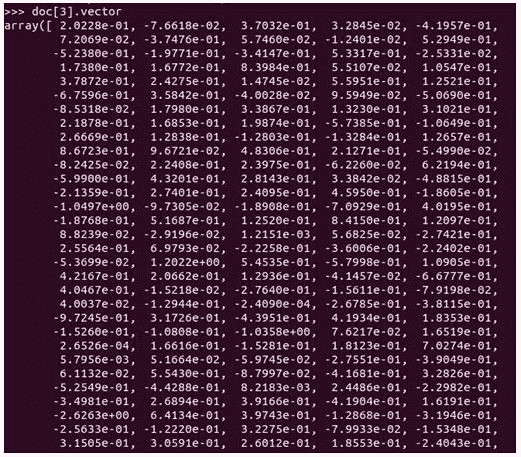 >>> doc[3].vector
array([ 2.0228e-01, -7.6618e-02, 3.7032e-01, 3.2845e-02, -4.1957e-01,
7.2069e-02, -3.7476e-01, 5.7460e-02, -1.2401e-02, 5.2949e-01,
-5.2380e-01, -1.9771e-01, -3.4147e-01, 5.3317e-01, -2.5331e-02,
1.7380e-01, 1.6772e-01, 8.3984e-01, 5.5107e-02, 1.0547e-01,
3.7872e-01, 2.4275e-01, 1.4745e-02, 5.5951e-01, 1.2521e-01,
-6.7596e-01, 3.5842e-01, -4.0028e-02, 9.5949e-02, -5.0690e-01,
-8.5318e-02, 1.7980e-01, 3.3867e-01, 1.3230e-01, 3.1021e-01,
2.1878e-01, 1.6853e-01, 1.9874e-01, -5.7385e-01, -1.0649e-01,
2.6669e-01, 1.2838e-01, -1.2803e-01, -1.3284e-01, 1.2657e-01,
8.6723e-01, 9.6721e-02, 4.8306e-01, 2.1271e-01, -5.4990e-02,
-8.2425e-02, 2.2408e-01, 2.3975e-01, -6.2260e-02, 6.2194e-01,
-5.9900e-01, 4.3201e-01, 2.8143e-01, 3.3842e-02, -4.8815e-01,
-2.1359e-01, 2.7401e-01, 2.4095e-01, 4.5950e-01, -1.8605e-01,
-1.0497e+00, -9.7305e-02, -1.8908e-01, -7.0929e-01, 4.0195e-01,
-1.8768e-01, 5.1687e-01, 1.2520e-01, 8.4150e-01, 1.2097e-01,
8.8239e-02, -2.9196e-02, 1.2151e-03, 5.6825e-02, -2.7421e-01,
2.5564e-01, 6.9793e-02, -2.2258e-01, -3.6006e-01, -2.2402e-01,
-5.3699e-02, 1.2022e+00, 5.4535e-01, -5.7998e-01, 1.0905e-01,
4.2167e-01, 2.0662e-01, 1.2936e-01, -4.1457e-02, -6.6777e-01,
4.0467e-01, -1.5218e-02, -2.7640e-01, -1.5611e-01, -7.9198e-02,
4.0037e-02, -1.2944e-01, -2.4090e-04, -2.6785e-01, -3.8115e-01,
-9.7245e-01, 3.1726e-01, -4.3951e-01, 4.1934e-01, 1.8353e-01,
-1.5260e-01, -1.0808e-01, -1.0358e+00, 7.6217e-02, 1.6519e-01,
2.6526e-04, 1.6616e-01, -1.5281e-01, 1.8123e-01, 7.0274e-01,
5.7956e-03, 5.1664e-02, -5.9745e-02, -2.7551e-01, -3.9049e-01,
6.1132e-02, 5.5430e-01, -8.7997e-02, -4.1681e-01, 3.2826e-01,
-5.2549e-01, -4.4288e-01, 8.2183e-03, 2.4486e-01, -2.2982e-01,
-3.4981e-01, 2.6894e-01, 3.9166e-01, -4.1904e-01, 1.6191e-01,
-2.6263e+00, 6.4134e-01, 3.9743e-01, -1.2868e-01, -3.1946e-01,
-2.5633e-01, -1.2220e-01, 3.2275e-01, -7.9933e-02, -1.5348e-01,
3.1505e-01, 3.0591e-01, 2.6012e-01, 1.8553e-01, -2.4043e-01,